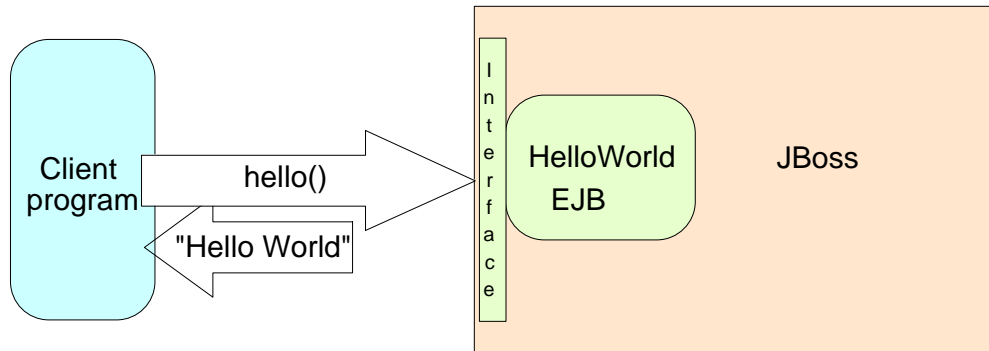 Client
program
hello()
"Hello World"
Interface
HelloWorld
EJB
JBoss